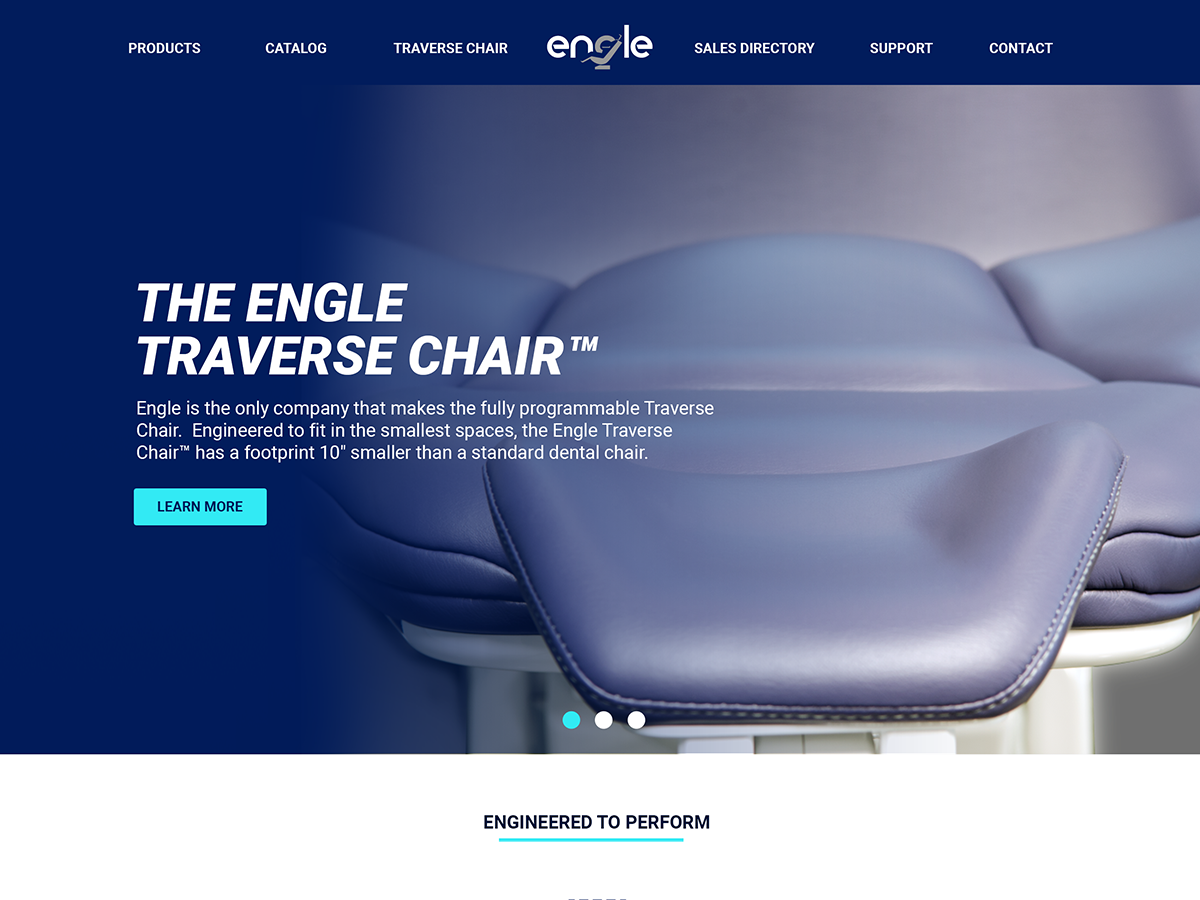 PRODUCTS CATALOG TRAVERSE CHAIR engle SALES DIRECTORY SUPPORT CONTACT
THE ENGLE
TRAVERSE CHAIR™
Engle is the only company that makes the fully programmable Traverse
Chair.  Engineered to fit in the smallest spaces, the Engle Traverse
Chair™ has a footprint 10" smaller than a standard dental chair.
LEARN MORE
ENGINEERED TO PERFORM